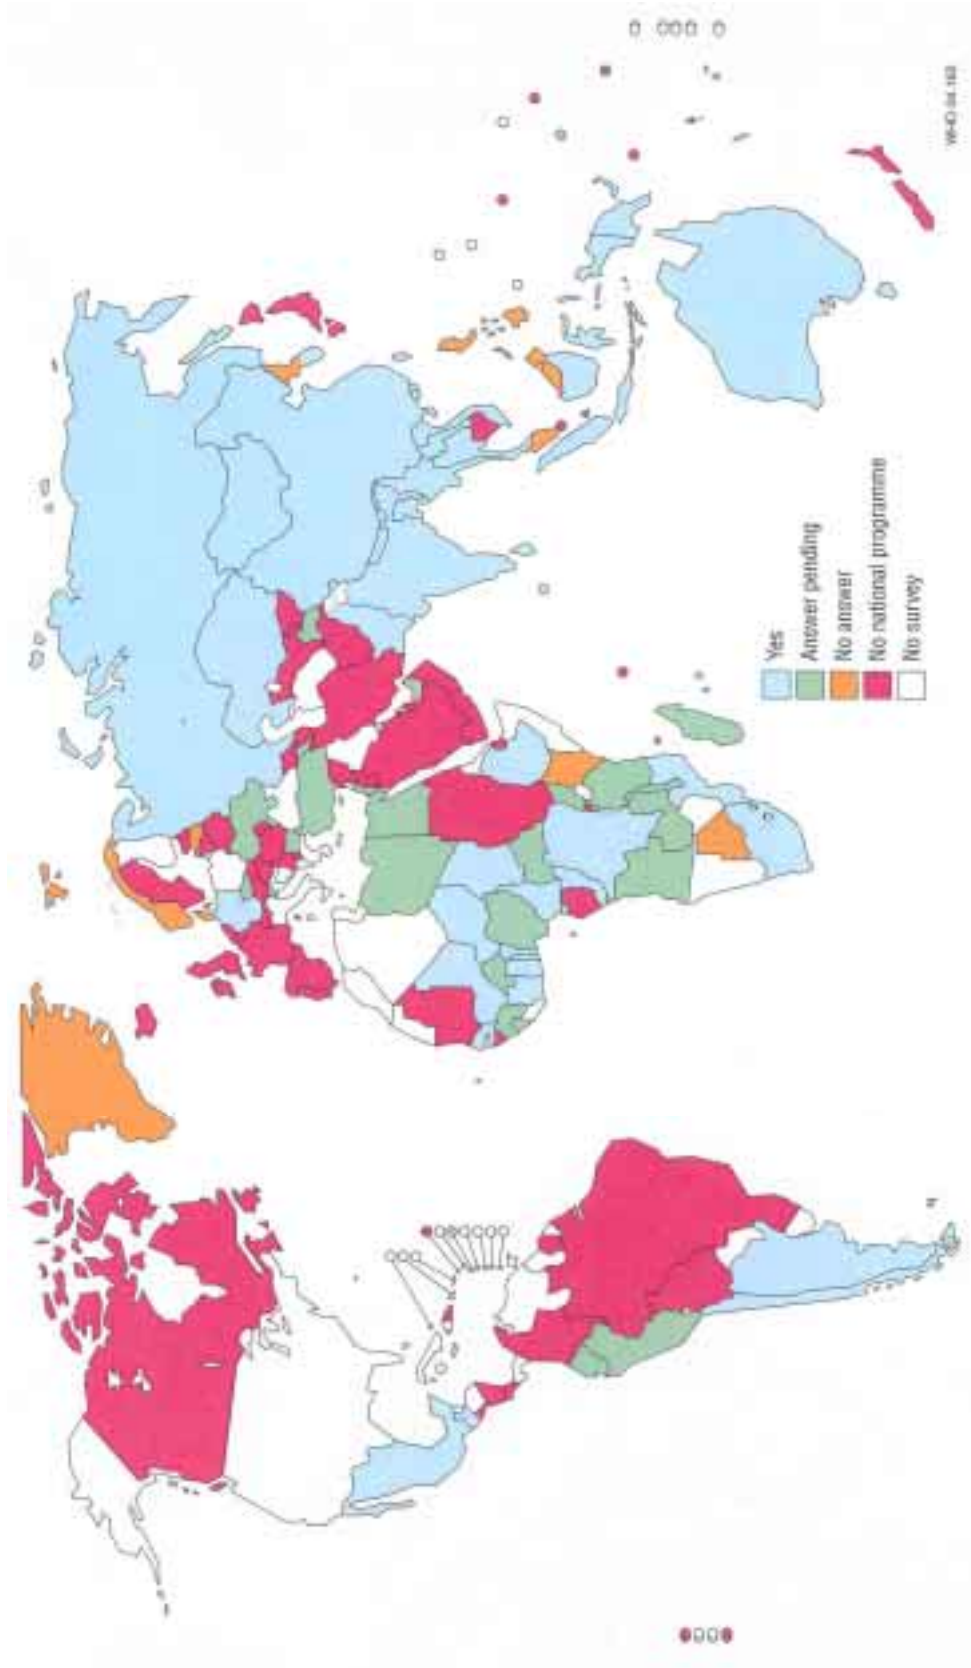 Yes
Answer pending
No answer
No national programme
No survey